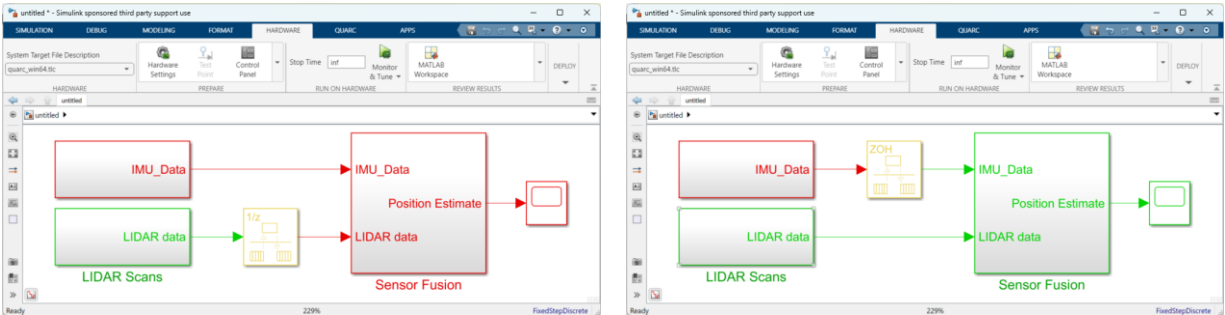 untitled * - Simulink sponsored third party support use
SIMULATION DEBUG MODELING FORMAT HARDWARE QUARC APPS
System Target File Description
quarc_win64.tlc
Hardware Settings
Test Point
Control Panel
Stop Time inf
Monitor & Tune
MATLAB Workspace
DEPLOY
HARDWARE PREPARE RUN ON HARDWARE REVIEW RESULTS
untitled
untitled
IMU_Data
IMU_Data
Position Estimate
1/z
LIDAR data
LIDAR data
LIDAR Scans
Sensor Fusion
Ready 229% FixedStepDiscrete
untitled * - Simulink sponsored third party support use
SIMULATION DEBUG MODELING FORMAT HARDWARE QUARC APPS
System Target File Description
quarc_win64.tlc
Hardware Settings
Test Point
Control Panel
Stop Time inf
Monitor & Tune
MATLAB Workspace
DEPLOY
HARDWARE PREPARE RUN ON HARDWARE REVIEW RESULTS
untitled
untitled
ZOH
IMU_Data
IMU_Data
Position Estimate
LIDAR data
LIDAR data
LIDAR Scans
Sensor Fusion
Ready 229% FixedStepDiscrete